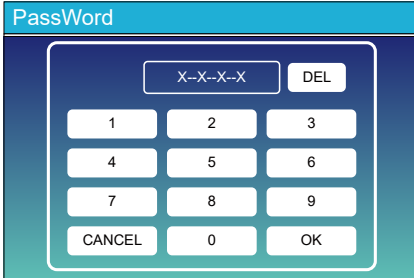 PassWord
X--X--X--X DEL
1 2 3
4 5 6
7 8 9
CANCEL 0 OK